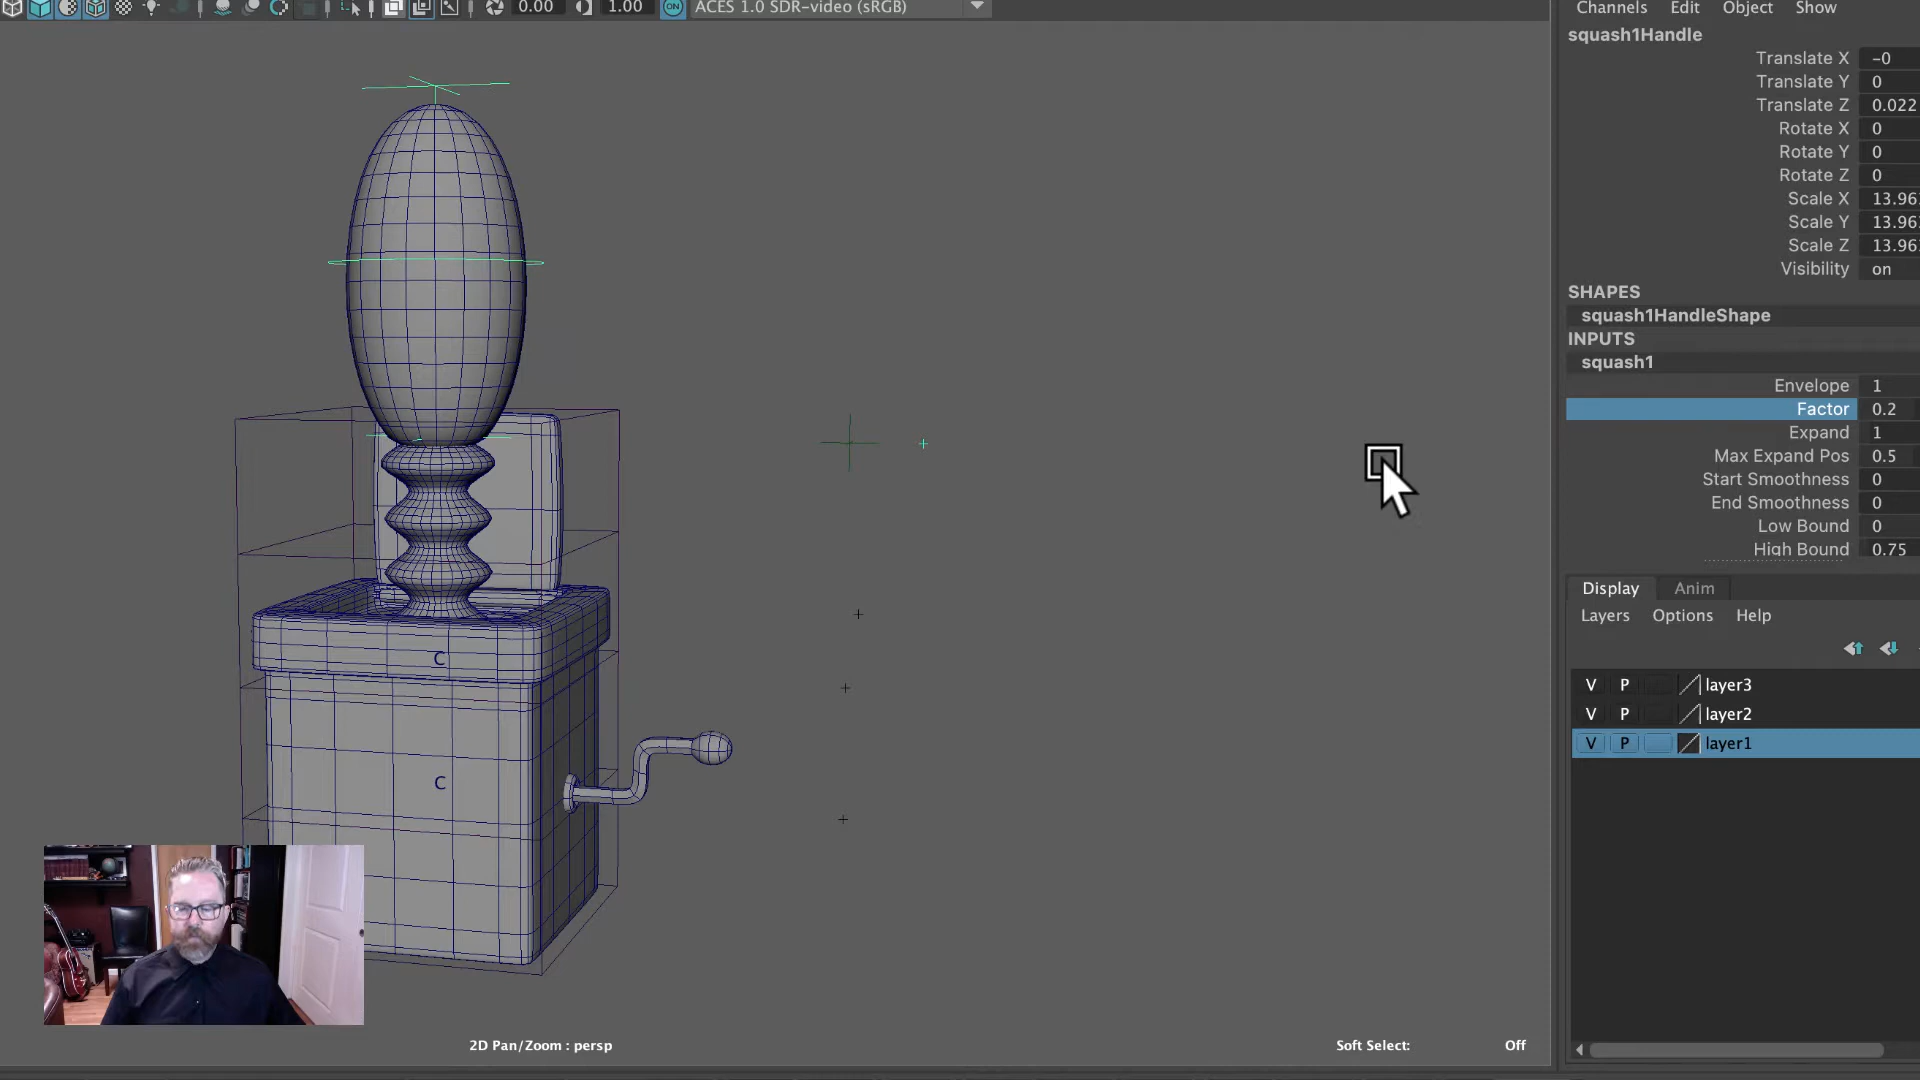 0.00
1.00
ON
ACES 1.0 SDR-video (sRGB)
Channels Edit Object Show
squash1Handle
Translate X -0
Translate Y 0
Translate Z 0.022
Rotate X 0
Rotate Y 0
Rotate Z 0
Scale X 13.96
Scale Y 13.96
Scale Z 13.96
Visibility on
SHAPES
squash1HandleShape
INPUTS
squash1
Envelope 1
Factor 0.2
Expand 1
Max Expand Pos 0.5
Start Smoothness 0
End Smoothness 0
Low Bound 0
High Bound 0.75
Display Anim
Layers Options Help
V P layer3
V P layer2
V P layer1
C
C
2D Pan/Zoom : persp
Soft Select: Off